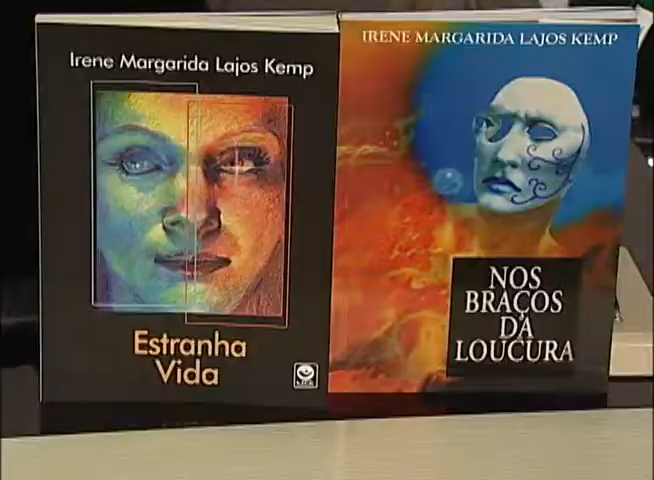 Irene Margarida Lajos Kemp
Estranha
Vida
IRENE MARGARIDA LAJOS KEMP
NOS
BRAÇOS
DA
LOUCURA